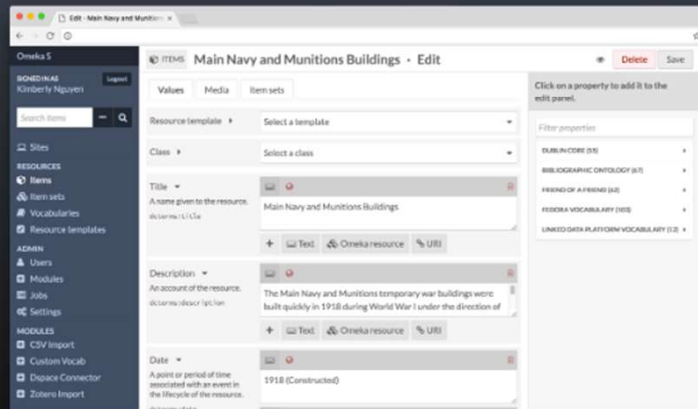 Edit - Main Navy and Munitions
Omeka S
SIGNED IN AS
Kimberly Nguyen
Logout
Search items
Sites
RESOURCES
Items
Item sets
Vocabularies
Resource templates
ADMIN
Users
Modules
Jobs
Settings
MODULES
CSV Import
Custom Vocab
Dspace Connector
Zotero Import
ITEMS Main Navy and Munitions Buildings · Edit
Delete Save
Values Media Item sets
Resource template Select a template
Class Select a class
Title
A name given to the resource.
dcterms:title
Main Navy and Munitions Buildings
+ Text Omeka resource URI
Description
An account of the resource.
dcterms:description
The Main Navy and Munitions temporary war buildings were
built quickly in 1918 during World War I under the direction of
+ Text Omeka resource URI
Date
A point or period of time
associated with an event in
the lifecycle of the resource.
1918 (Constructed)
Click on a property to add it to the
edit panel.
Filter properties
DUBLIN CORE (55)
BIBLIOGRAPHIC ONTOLOGY (67)
FRIEND OF A FRIEND (62)
FEDORA VOCABULARY (103)
LINKED DATA PLATFORM VOCABULARY (12)